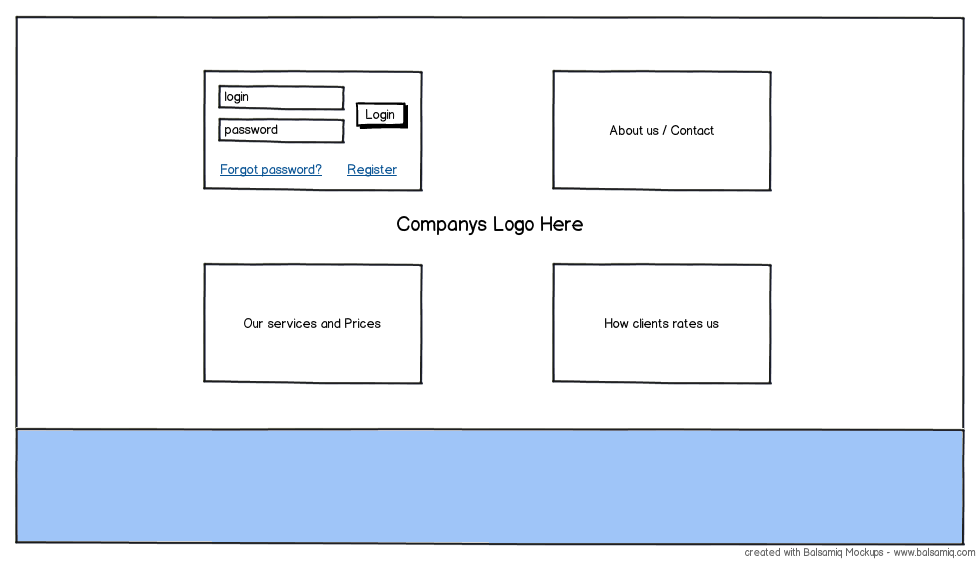 login
Login
password
Forgot password? Register
About us / Contact
Companys Logo Here
Our services and Prices
How clients rates us
created with Balsamiq Mockups - www.balsamiq.com